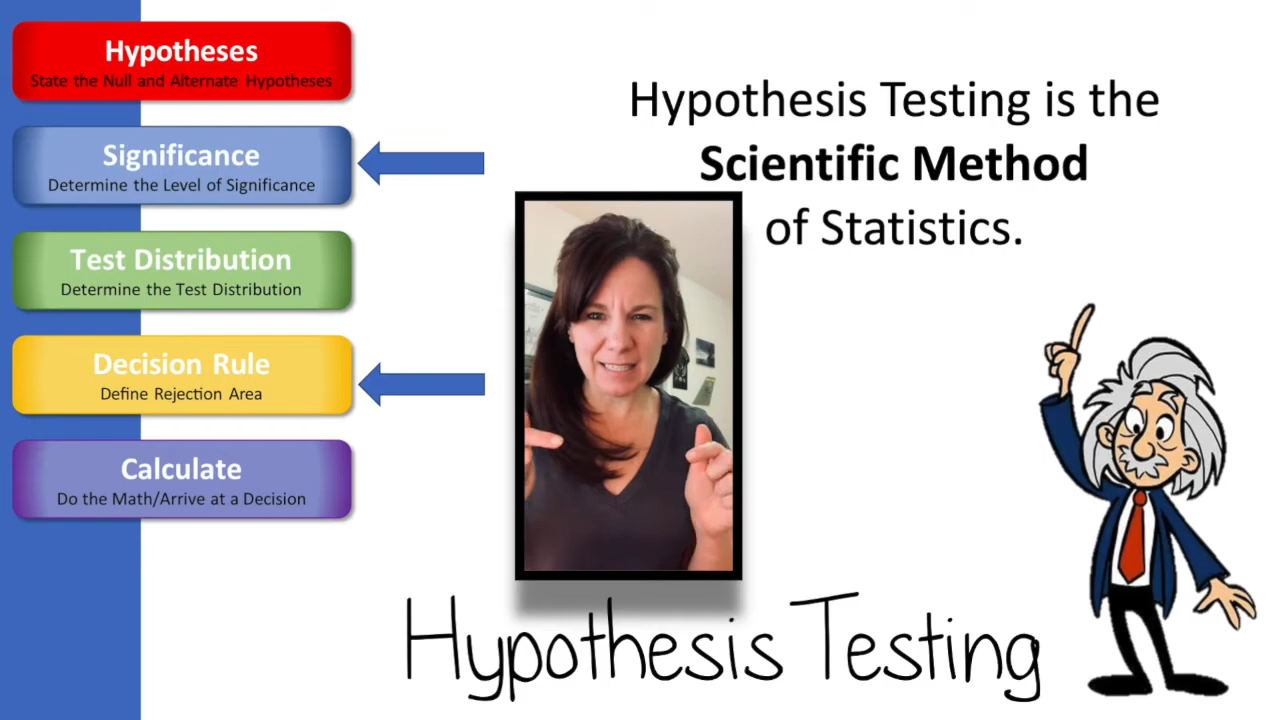 Hypotheses
State the Null and Alternate Hypotheses
Significance
Determine the Level of Significance
Test Distribution
Determine the Test Distribution
Decision Rule
Define Rejection Area
Calculate
Do the Math/Arrive at a Decision
Hypothesis Testing is the
Scientific Method
of Statistics.
Hypothesis Testing